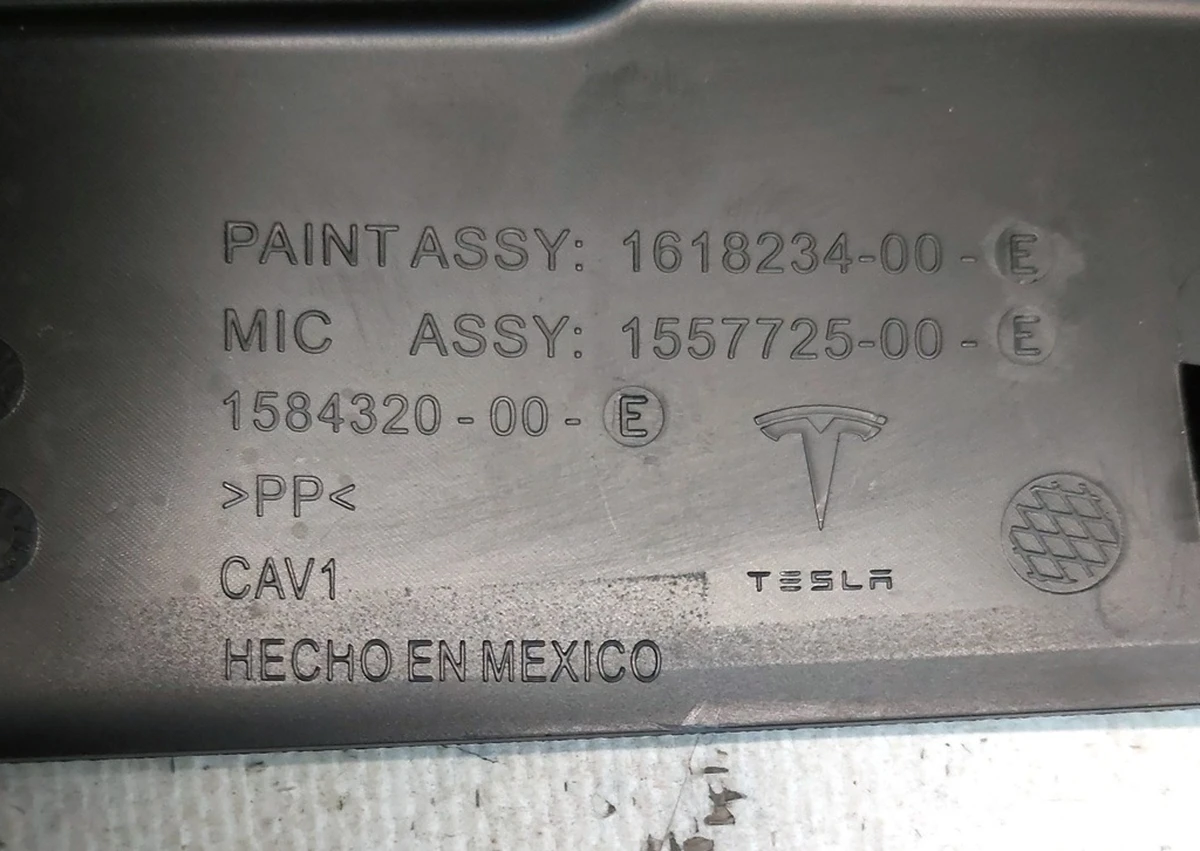 PAINT ASSY: 1618234-00-E
MIC ASSY: 1557725-00-E
1584320-00-E
>PP<
CAV1
TESLA
HECHO EN MEXICO